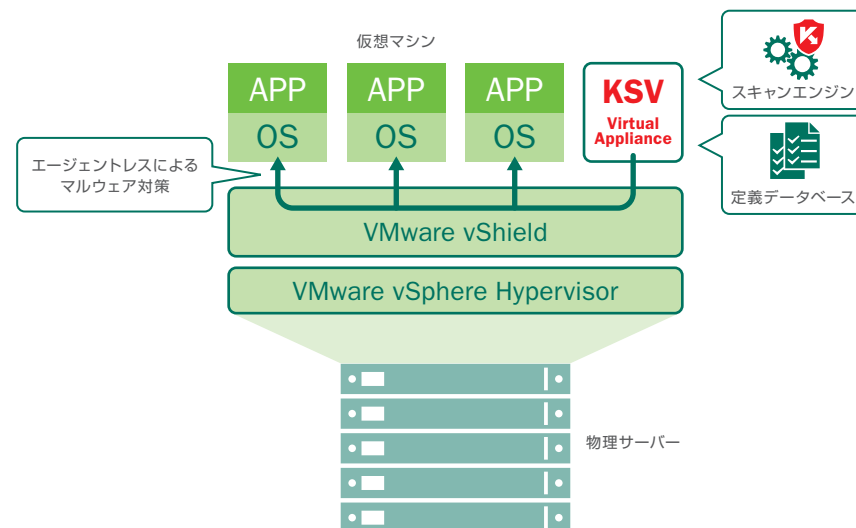 仮想マシン
APP
OS
APP
OS
APP
OS
KSV
Virtual
Appliance
スキャンエンジン
定義データベース
エージェントレスによる
マルウェア対策
VMware vShield
VMware vSphere Hypervisor
物理サーバー